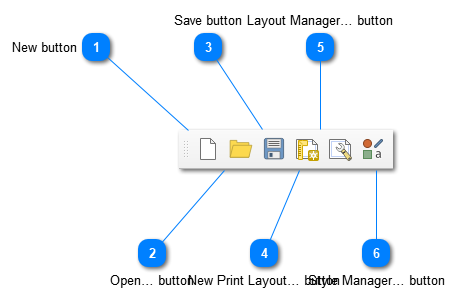 Save button Layout Manager... button
New button 1 3 5
a
2 4 6
Open... button New Print Layout... button Style Manager... button